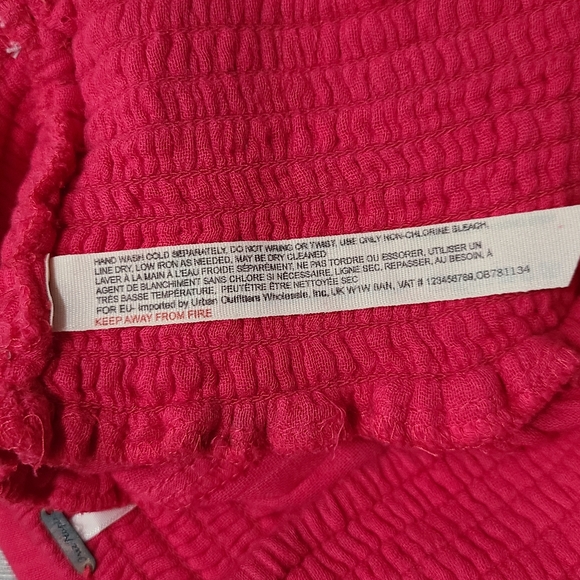 HAND WASH COLD SEPARATELY, DO NOT WRING OR TWIST, USE ONLY NON-CHLORINE BLEACH,
LINE DRY, LOW IRON AS NEEDED, MAY BE DRY CLEANED
LAVER À LA MAIN À L'EAU FROIDE SÉPARÉMENT, NE PAS TORDRE OU ESSORER, UTILISER UN
AGENT DE BLANCHIMENT SANS CHLORE SI NÉCESSAIRE, LIGNE SEC. REPASSER, AU BESOIN, À
TRÈS BASSE TEMPÉRATURE. PEUTÊTRE ÊTRE NETTOYÉE SEC
FOR EU- Imported by Urban Outfitters Wholesale, Inc, UK W1W 8AN, VAT # 123456789,OB781134
KEEP AWAY FROM FIRE